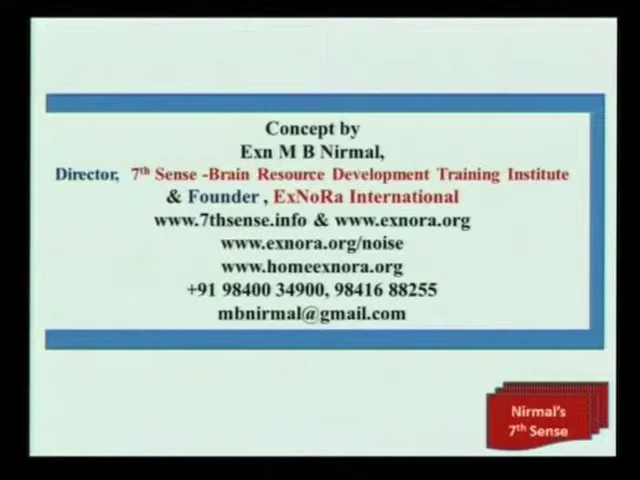 Concept by
Exn M B Nirmal,
Director, 7th Sense -Brain Resource Development Training Institute
& Founder , ExNoRa International
www.7thsense.info & www.exnora.org
www.exnora.org/noise
www.homeexnora.org
+91 98400 34900, 98416 88255
mbnirmal@gmail.com
Nirmal's
7th Sense